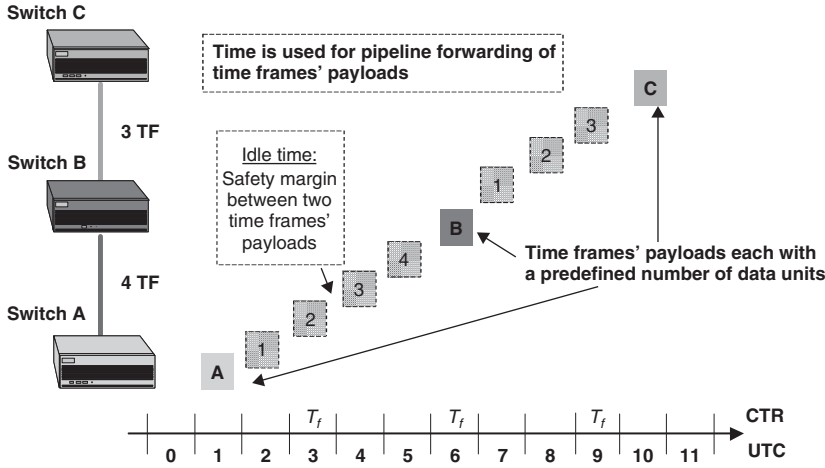 Switch C
Time is used for pipeline forwarding of
time frames' payloads
C
3 TF
3
Idle time:
Safety margin
between two
time frames'
payloads
2
Switch B
1
B
Time frames' payloads each with
a predefined number of data units
4
4 TF
3
Switch A
2
1
A
T_f T_f T_f CTR
0 1 2 3 4 5 6 7 8 9 10 11 UTC